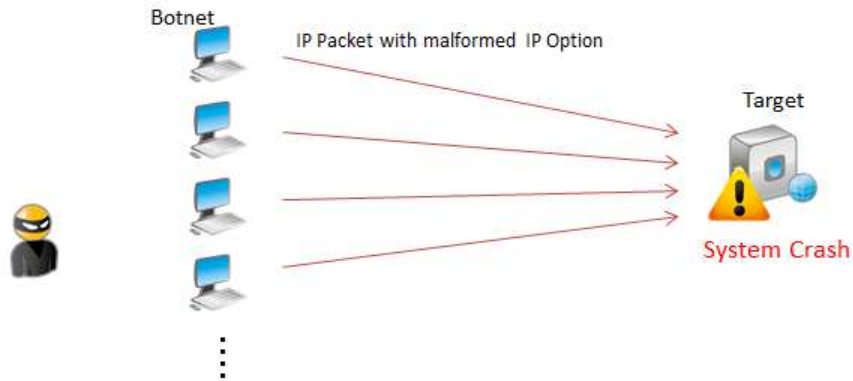 Botnet
IP Packet with malformed IP Option
Target
System Crash